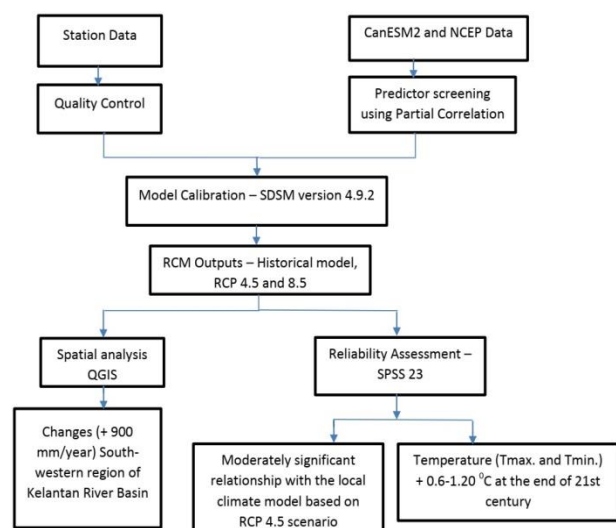 Station Data
CanESM2 and NCEP Data
Quality Control
Predictor screening
using Partial Correlation
Model Calibration – SDSM version 4.9.2
RCM Outputs – Historical model,
RCP 4.5 and 8.5
Spatial analysis
QGIS
Reliability Assessment –
SPSS 23
Changes (+ 900
mm/year) South-
western region of
Kelantan River Basin
Moderately significant
relationship with the local
climate model based on
RCP 4.5 scenario
Temperature (Tmax. and Tmin.)
+ 0.6-1.20 ⁰C at the end of 21st
century